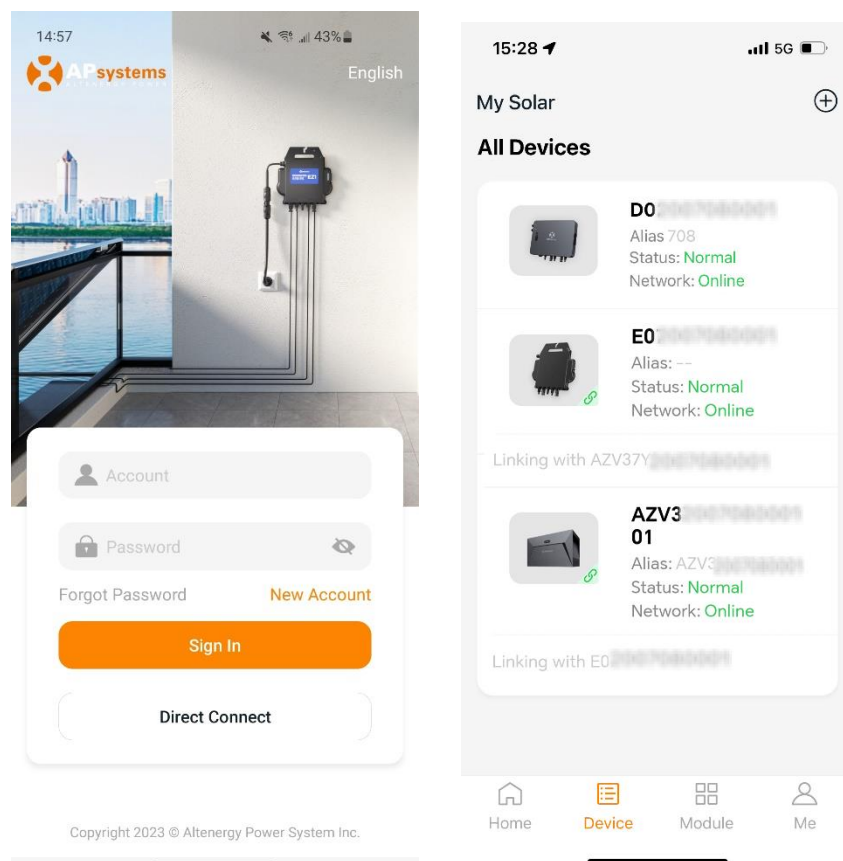 14:57
43%
APsystems
ALTENERGY POWER
English
Account
Password
Forgot Password
New Account
Sign In
Direct Connect
Copyright 2023 © Altenergy Power System Inc.
15:28
5G
My Solar
All Devices
D0
Alias 708
Status: Normal
Network: Online
E0
Alias: --
Status: Normal
Network: Online
Linking with AZV37Y
AZV3
01
Alias: AZV3
Status: Normal
Network: Online
Linking with E0
Home
Device
Module
Me